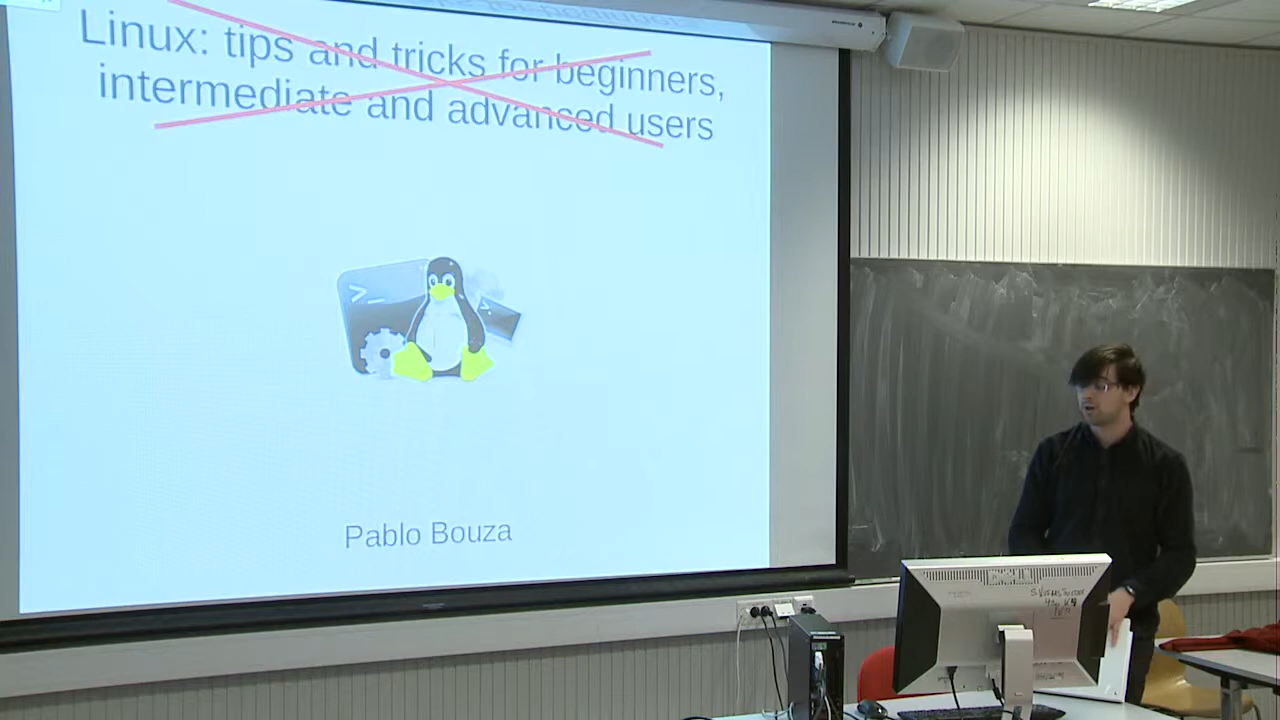 Linux: tips and tricks for beginners,
intermediate and advanced users
>_
Pablo Bouza